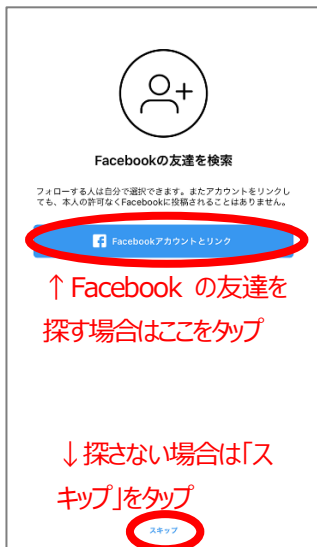 Facebookの友達を検索
フォローする人は自分で選択できます。またアカウントをリンクし
ても、本人の許可なくFacebookに投稿されることはありません。
Facebookアカウントとリンク
↑Facebook の友達を
探す場合はここをタップ
↓探さない場合は「ス
キップ」をタップ
スキップ